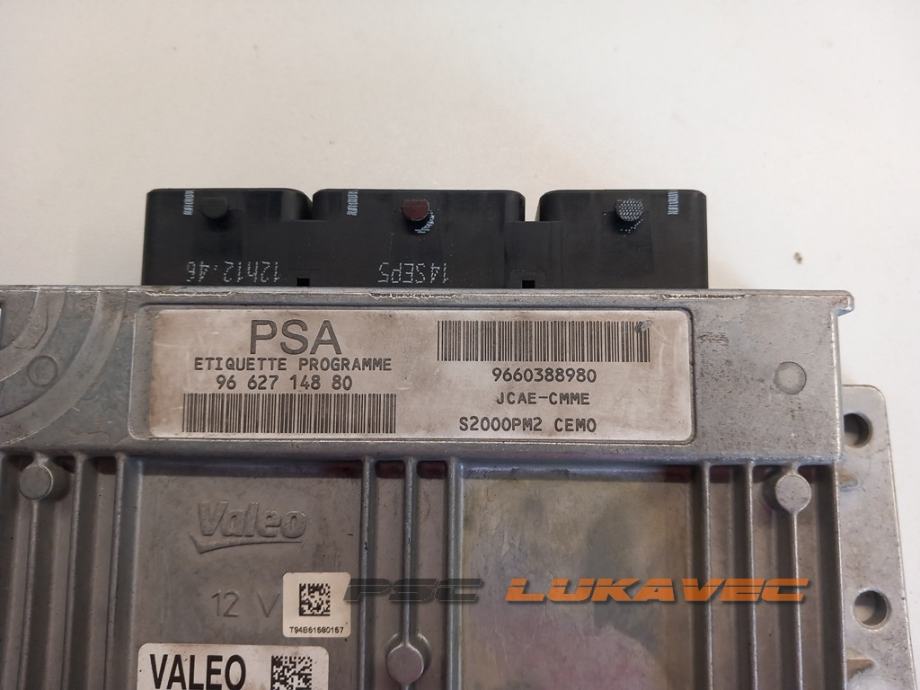 12h12:46
14SEP5
PSA
ETIQUETTE PROGRAMME
96 627 148 80
9660388980
JCAE-CMME
S2000PM2 CEMO
Valeo
12 V
T94B61680167
VALEO
PSC LUKAVEC